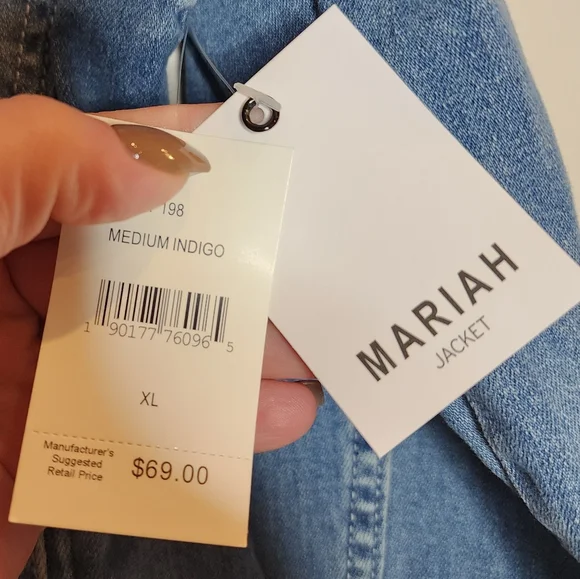 198
MEDIUM INDIGO
1 90177 76096 5
XL
Manufacturer's
Suggested
Retail Price
$69.00
MARIAH
JACKET